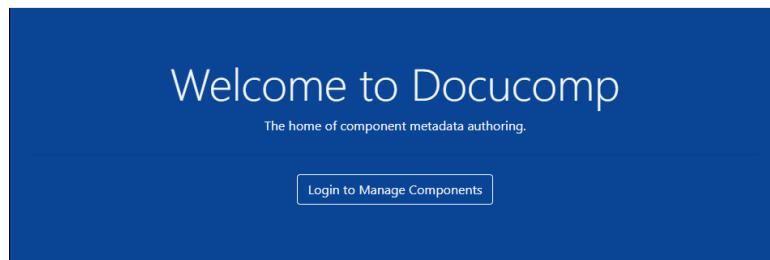 Welcome to Docucomp
The home of component metadata authoring.
Login to Manage Components